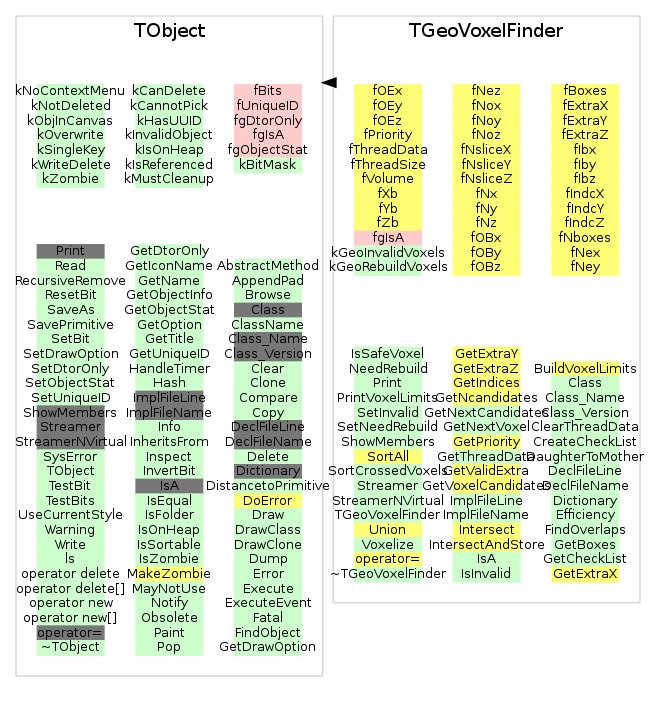 TObject
kNoContextMenu kCanDelete fBits
kNotDeleted kCannotPick fUniqueID
kObjInCanvas kHasUUID fgDtorOnly
kOverwrite kInvalidObject fgIsA
kSingleKey kIsOnHeap fgObjectStat
kWriteDelete kIsReferenced kBitMask
kZombie kMustCleanup
Print GetDtorOnly
Read GetIconName AbstractMethod
RecursiveRemove GetName AppendPad
ResetBit GetObjectInfo Browse
SaveAs GetObjectStat Class
SavePrimitive GetOption ClassName
SetBit GetTitle Class_Name
SetDrawOption GetUniqueID Class_Version
SetDtorOnly HandleTimer Clear
SetObjectStat Hash Clone
SetUniqueID ImplFileLine Compare
ShowMembers ImplFileName Copy
Streamer Info DeclFileLine
StreamerNVirtual InheritsFrom DeclFileName
SysError Inspect Delete
TObject InvertBit Dictionary
TestBit IsA DistancetoPrimitive
TestBits IsEqual DoError
UseCurrentStyle IsFolder Draw
Warning IsOnHeap DrawClass
Write IsSortable DrawClone
ls IsZombie Dump
operator delete MakeZombie Error
operator delete[] MayNotUse Execute
operator new Notify ExecuteEvent
operator new[] Obsolete Fatal
operator= Paint FindObject
~TObject Pop GetDrawOption
TGeoVoxelFinder
fOEx fNez fBoxes
fOEy fNox fExtraX
fOEz fNoy fExtraY
fPriority fNoz fExtraZ
fThreadData fNsliceX fIbx
fThreadSize fNsliceY fIby
fVolume fNsliceZ fIbz
fXb fNx fIndcX
fYb fNy fIndcY
fZb fNz fIndcZ
fgIsA fOBx fNboxes
kGeoInvalidVoxels fOBy fNex
kGeoRebuildVoxels fOBz fNey
IsSafeVoxel GetExtraY
NeedRebuild GetExtraZ BuildVoxelLimits
Print GetIndices Class
PrintVoxelLimits GetNcandidates Class_Name
SetInvalid GetNextCandidates Class_Version
SetNeedRebuild GetNextVoxel ClearThreadData
ShowMembers GetPriority CreateCheckList
SortAll GetThreadData DaughterToMother
SortCrossedVoxels GetValidExtra DeclFileLine
Streamer GetVoxelCandidates DeclFileName
StreamerNVirtual ImplFileLine Dictionary
TGeoVoxelFinder ImplFileName Efficiency
Union Intersect FindOverlaps
Voxelize IntersectAndStore GetBoxes
operator= IsA GetCheckList
~TGeoVoxelFinder IsInvalid GetExtraX